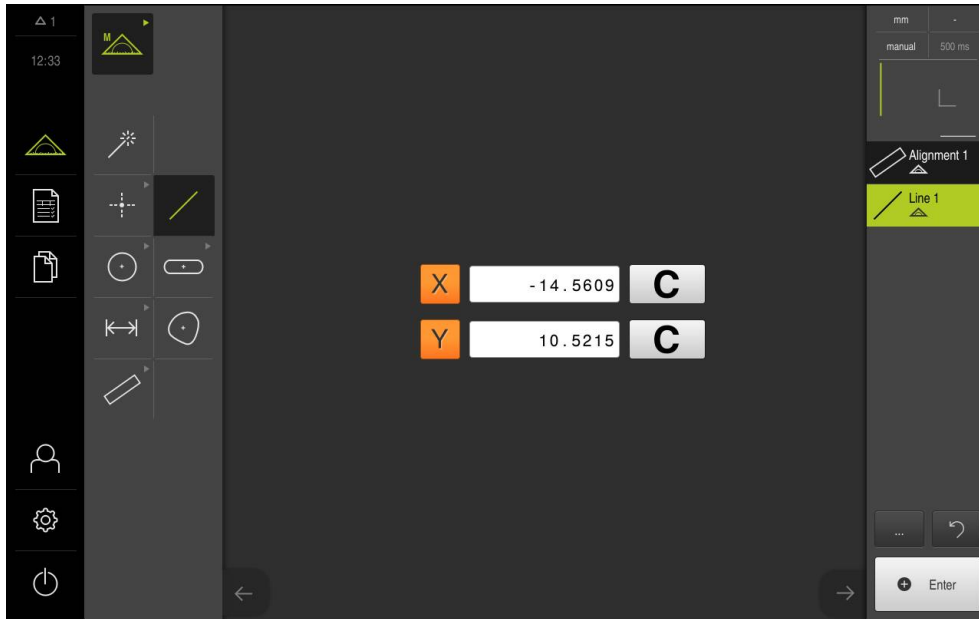 1
12:33
M
mm -
manual 500 ms
Alignment 1
Line 1
X -14.5609 C
Y 10.5215 C
...
Enter